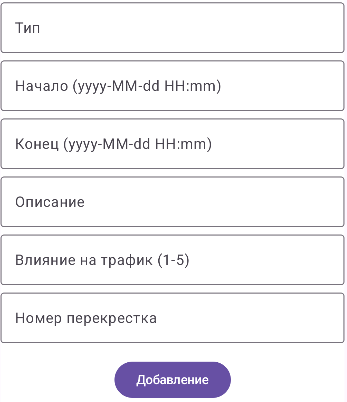 Тип
Начало (yyyy-MM-dd HH:mm)
Конец (yyyy-MM-dd HH:mm)
Описание
Влияние на трафик (1-5)
Номер перекрестка
Добавление